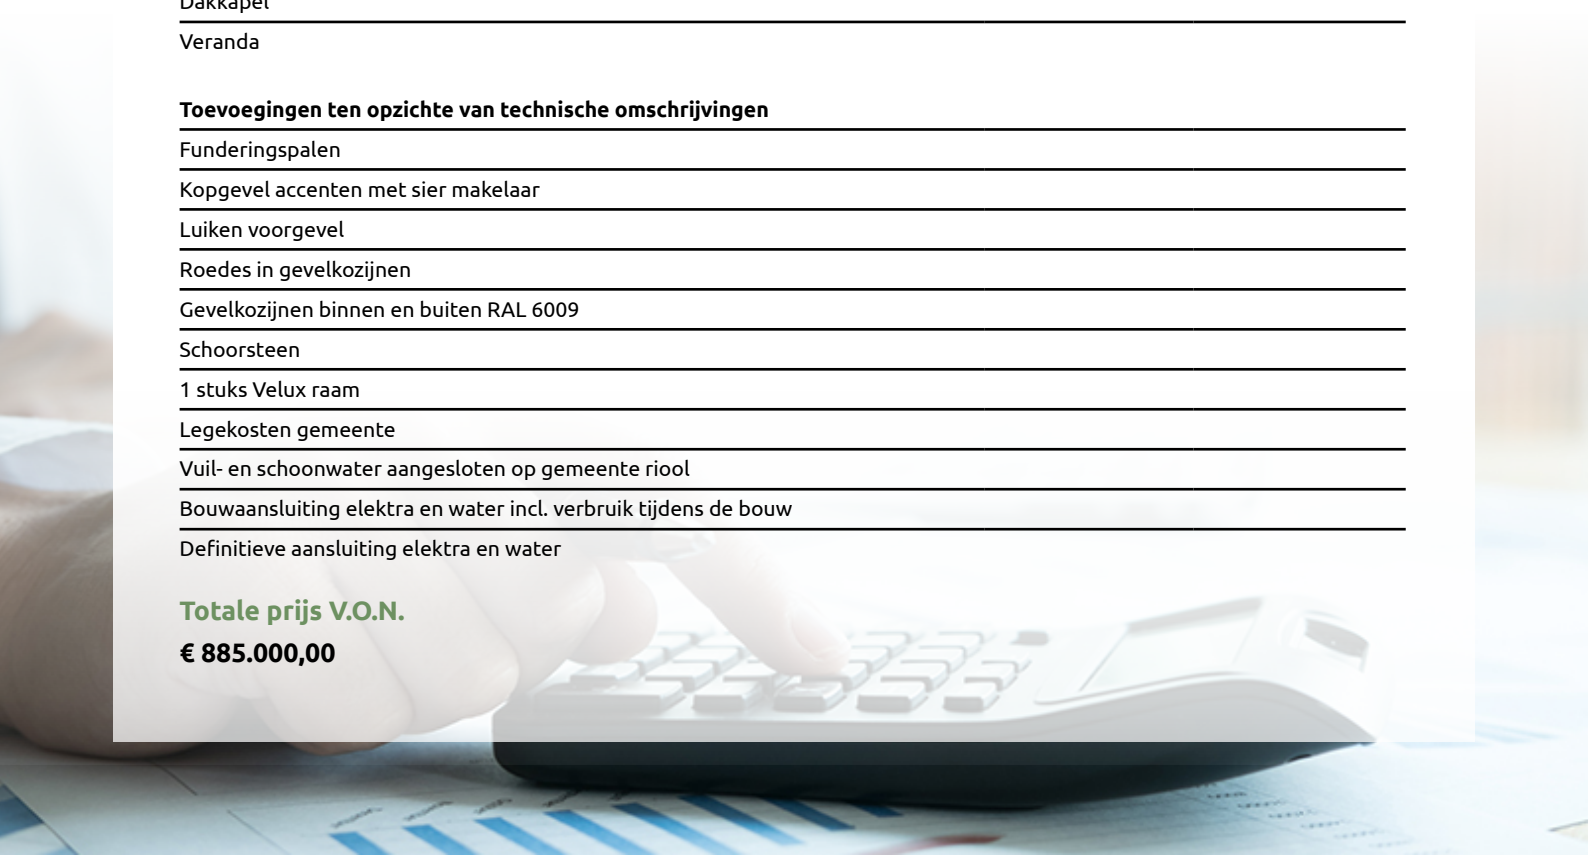 Dakkapel
Veranda
Toevoegingen ten opzichte van technische omschrijvingen
Funderingspalen
Kopgevel accenten met sier makelaar
Luiken voorgevel
Roedes in gevelkozijnen
Gevelkozijnen binnen en buiten RAL 6009
Schoorsteen
1 stuks Velux raam
Legekosten gemeente
Vuil- en schoonwater aangesloten op gemeente riool
Bouwaansluiting elektra en water incl. verbruik tijdens de bouw
Definitieve aansluiting elektra en water
Totale prijs V.O.N.
€ 885.000,00